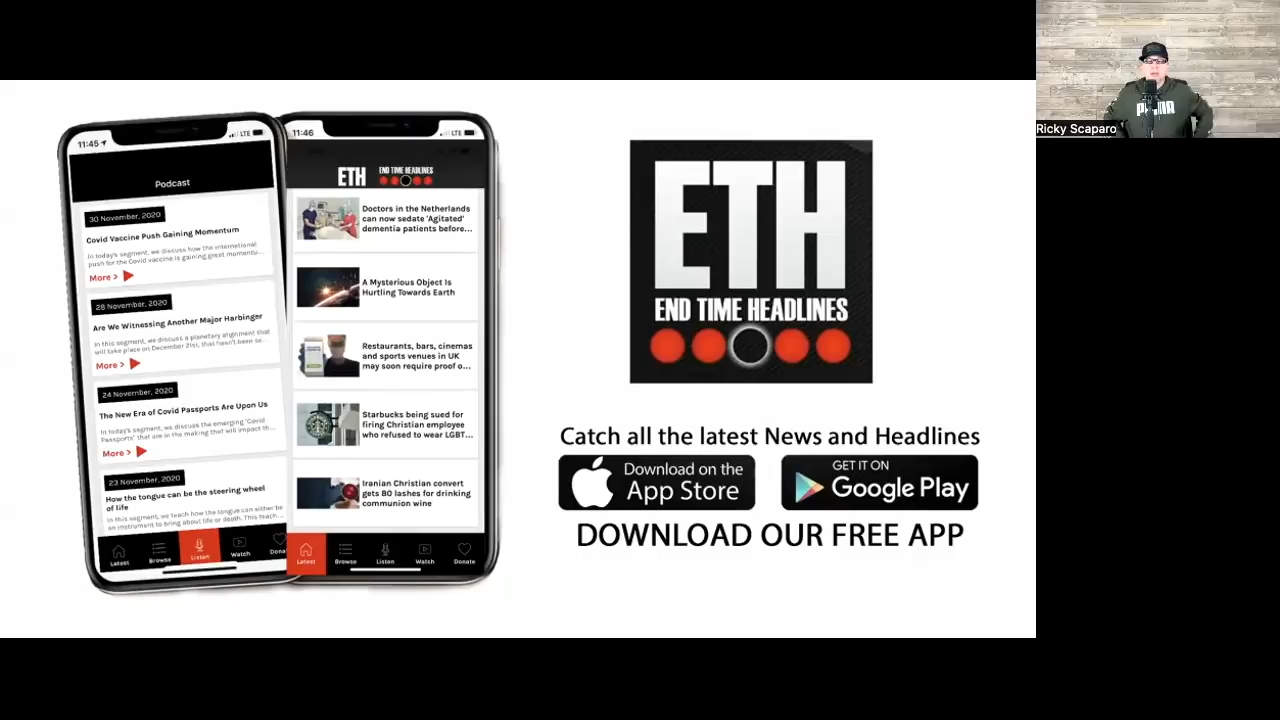 11:45
LTE
Podcast
30 November, 2020
Covid Vaccine Push Gaining Momentum
In today's segment, we discuss how the international
push for the Covid vaccine is gaining great momentu...
More >
28 November, 2020
Are We Witnessing Another Major Harbinger
In this segment, we discuss a planetary alignment that
will take place on December 21st, that hasn't been se...
More >
24 November, 2020
The New Era of Covid Passports Are Upon Us
In today's segment, we discuss the emerging "Covid
Passports" that are in the making that will impact th...
More >
23 November, 2020
How the tongue can be the steering wheel
of life
In this segment, we teach how the tongue can either be
an instrument to bring about life or death. This teach...
Latest
Browse
Listen
Watch
Donate
11:46
LTE
ETH
END TIME HEADLINES
Doctors in the Netherlands
can now sedate 'Agitated'
dementia patients before...
A Mysterious Object Is
Hurtling Towards Earth
Restaurants, bars, cinemas
and sports venues in UK
may soon require proof o...
Starbucks being sued for
firing Christian employee
who refused to wear LGBT...
Iranian Christian convert
gets 80 lashes for drinking
communion wine
Latest
Browse
Listen
Watch
Donate
ETH
END TIME HEADLINES
Catch all the latest News and Headlines
Download on the
App Store
GET IT ON
Google Play
DOWNLOAD OUR FREE APP
PUMA
Ricky Scaparo